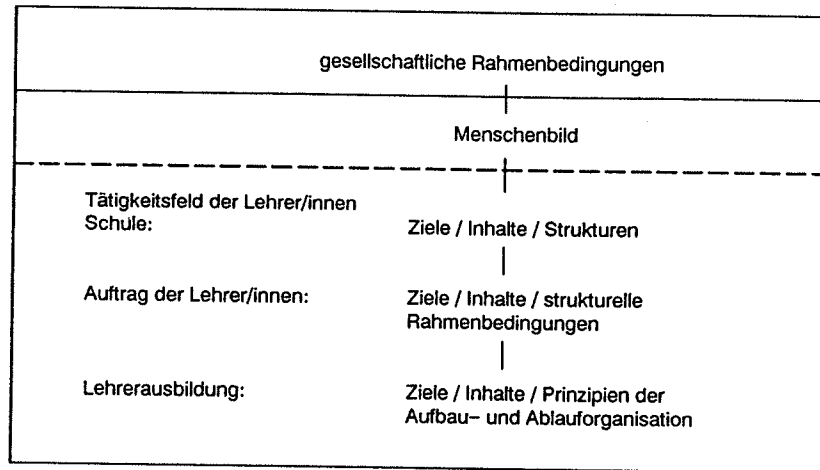 gesellschaftliche Rahmenbedingungen
Menschenbild
Tätigkeitsfeld der Lehrer/innen
Schule:
Ziele / Inhalte / Strukturen
Auftrag der Lehrer/innen:
Ziele / Inhalte / strukturelle
Rahmenbedingungen
Lehrerausbildung:
Ziele / Inhalte / Prinzipien der
Aufbau- und Ablauforganisation